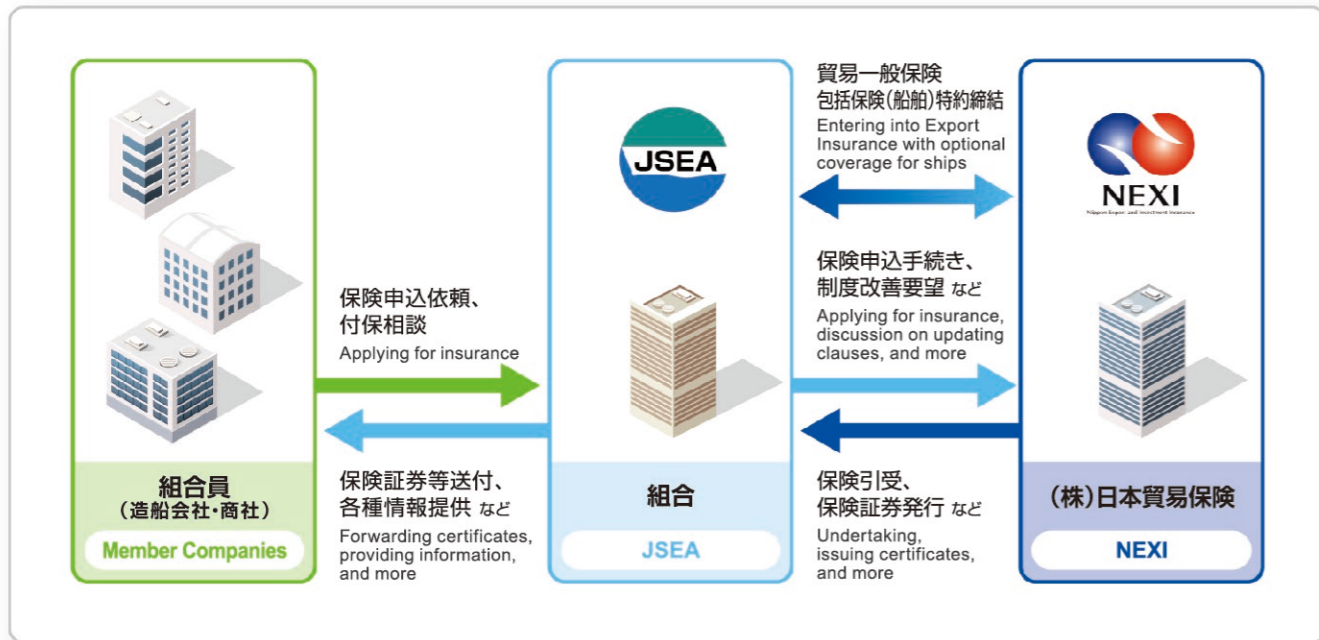 保険申込依頼、
付保相談
Applying for insurance
保険証券等送付、
各種情報提供 など
Forwarding certificates,
providing information,
and more
組合員
(造船会社・商社)
Member Companies
JSEA
組合
JSEA
貿易一般保険
包括保険(船舶)特約締結
Entering into Export
Insurance with optional
coverage for ships
保険申込手続き、
制度改善要望 など
Applying for insurance,
discussion on updating
clauses, and more
保険引受、
保険証券発行 など
Undertaking,
issuing certificates,
and more
NEXI
Nippon Export and Investment Insurance
(株)日本貿易保険
NEXI